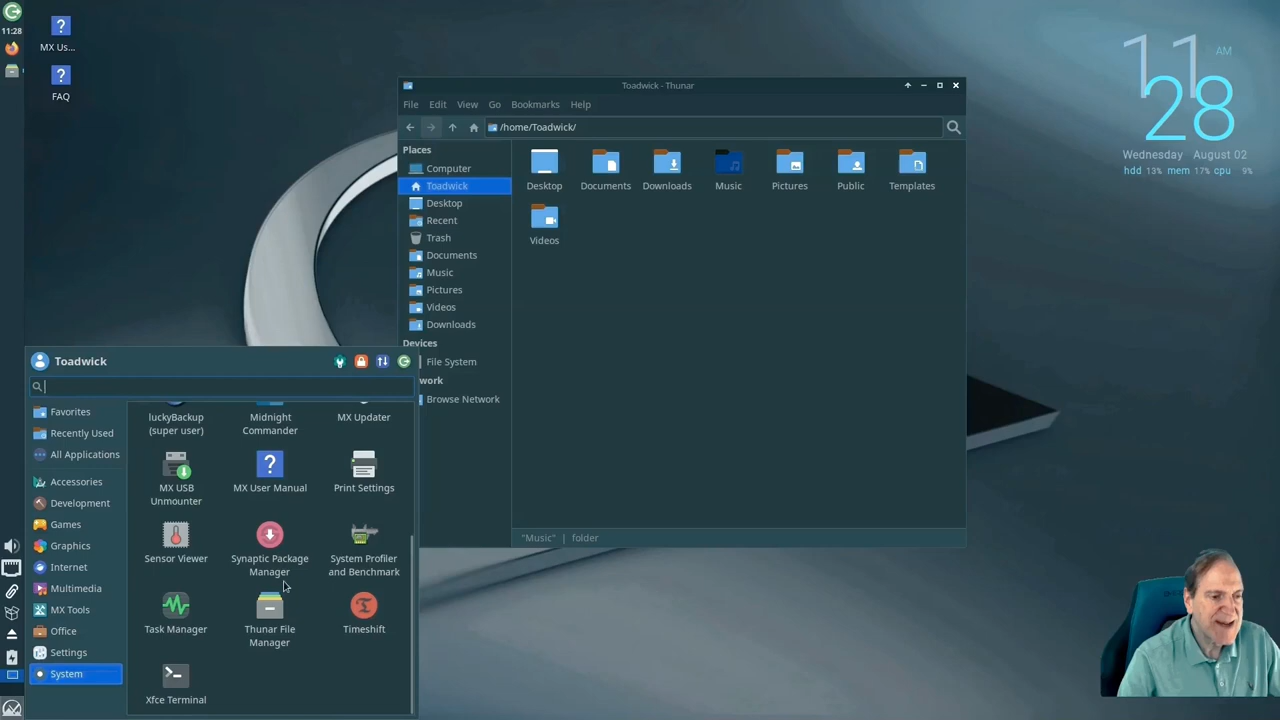 11:28
MX Us...
FAQ
Toadwick - Thunar
File Edit View Go Bookmarks Help
/home/Toadwick/
Places
Computer
Toadwick
Desktop
Recent
Trash
Documents
Music
Pictures
Videos
Downloads
Devices
File System
work
Browse Network
Desktop Documents Downloads Music Pictures Public Templates
Videos
"Music" | folder
11 AM
28
Wednesday August 02
hdd 13% mem 17% cpu 9%
Toadwick
Favorites
Recently Used
All Applications
Accessories
Development
Games
Graphics
Internet
Multimedia
MX Tools
Office
Settings
System
luckyBackup
(super user)
Midnight
Commander
MX Updater
MX USB
Unmounter
MX User Manual
Print Settings
Sensor Viewer
Synaptic Package
Manager
System Profiler
and Benchmark
Task Manager
Thunar File
Manager
Timeshift
Xfce Terminal